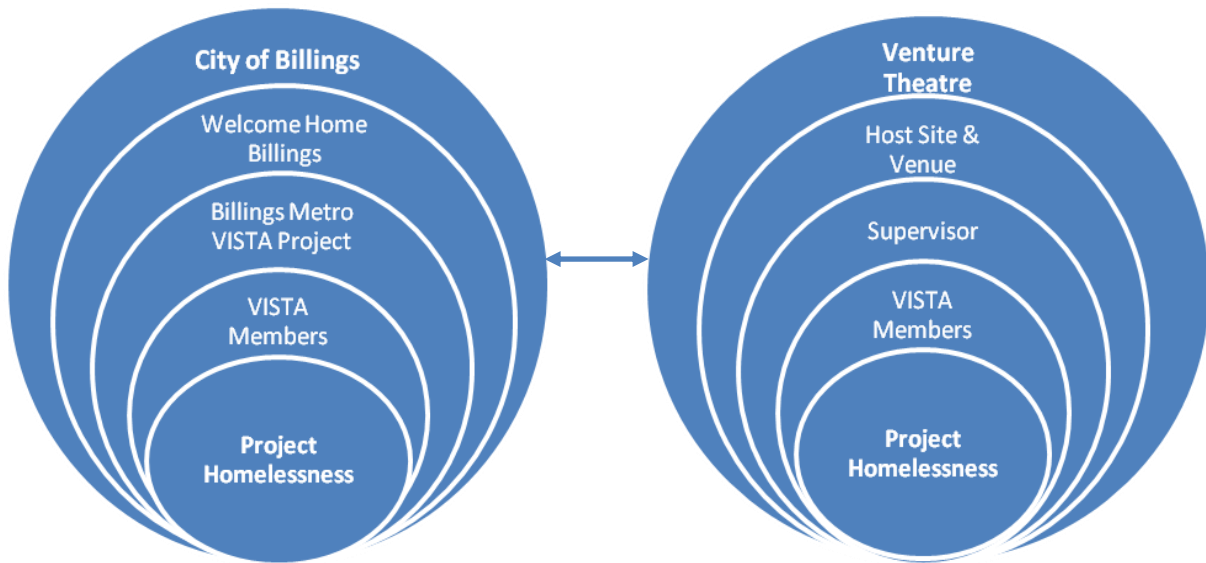 City of Billings
Welcome Home
Billings
Billings Metro
VISTA Project
VISTA
Members
Project
Homelessness
Venture
Theatre
Host Site &
Venue
Supervisor
VISTA
Members
Project
Homelessness